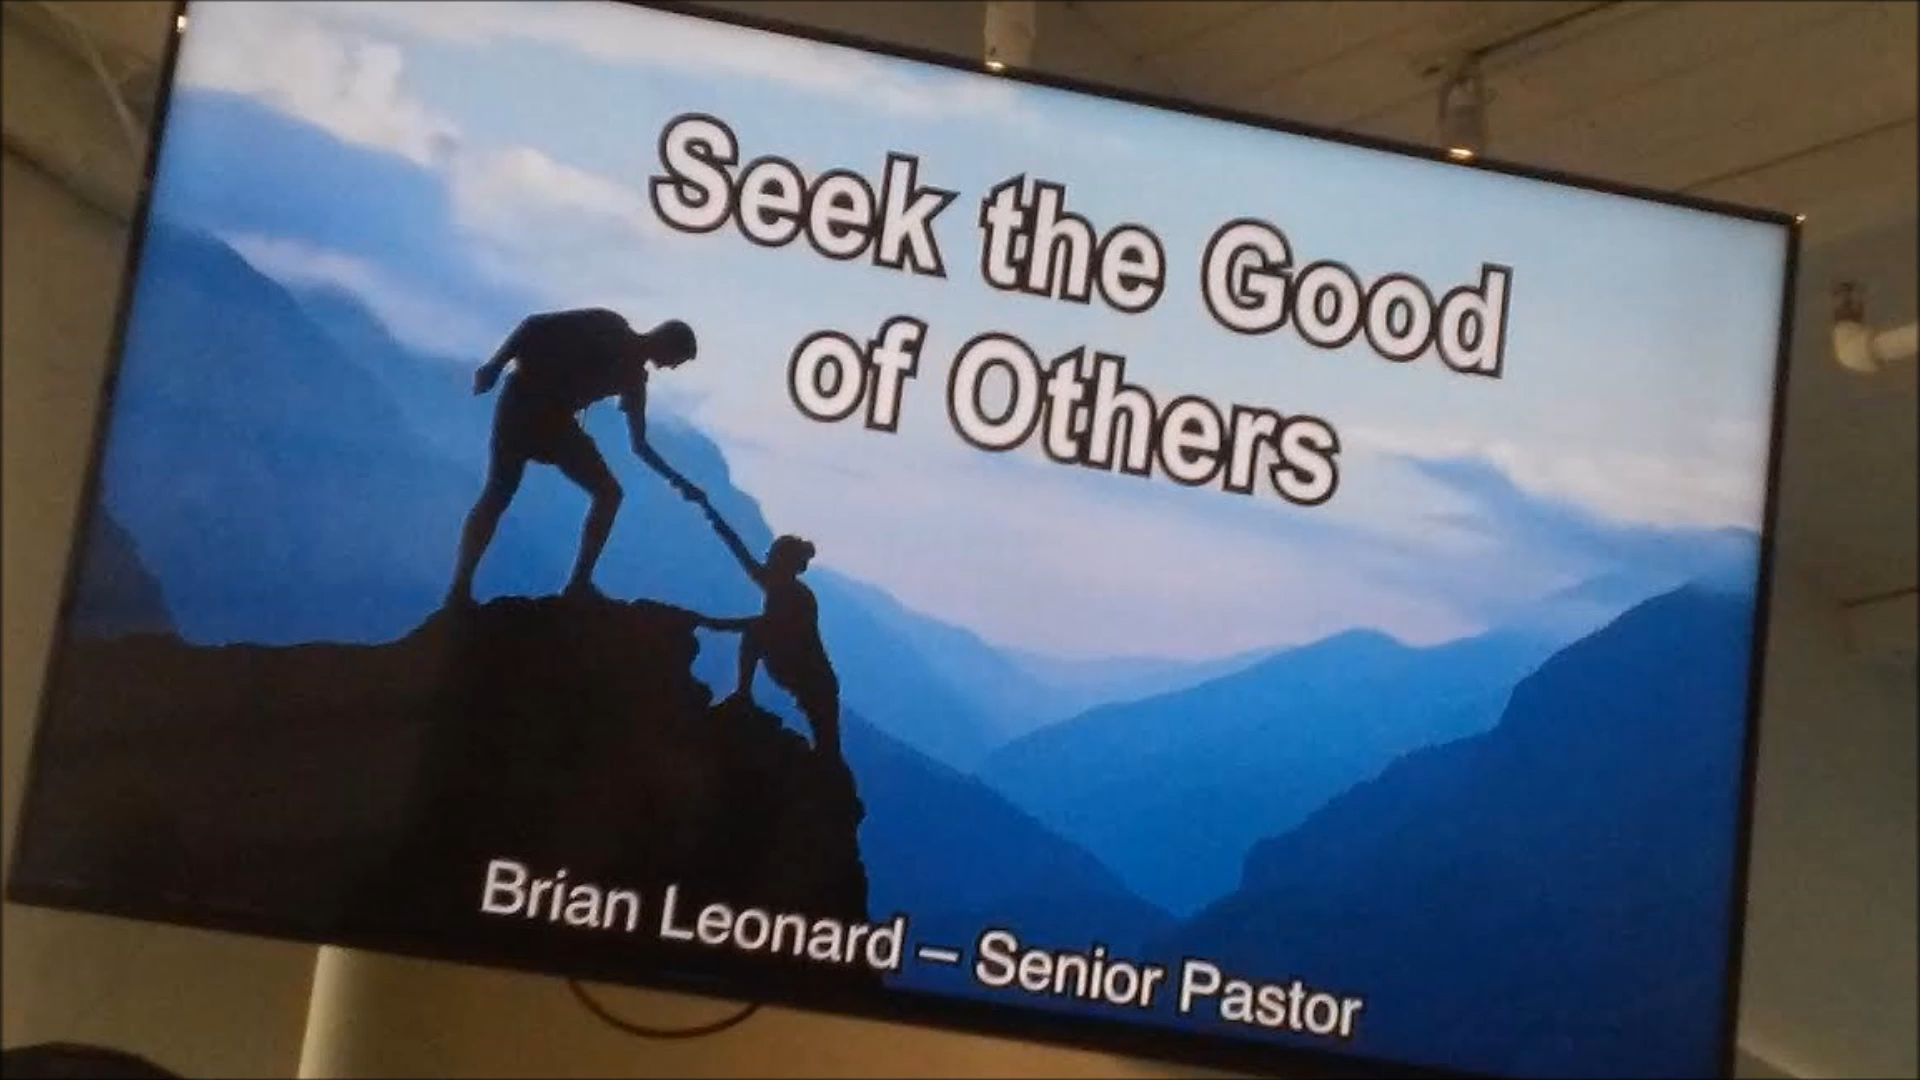 Seek the Good
of Others
Brian Leonard – Senior Pastor